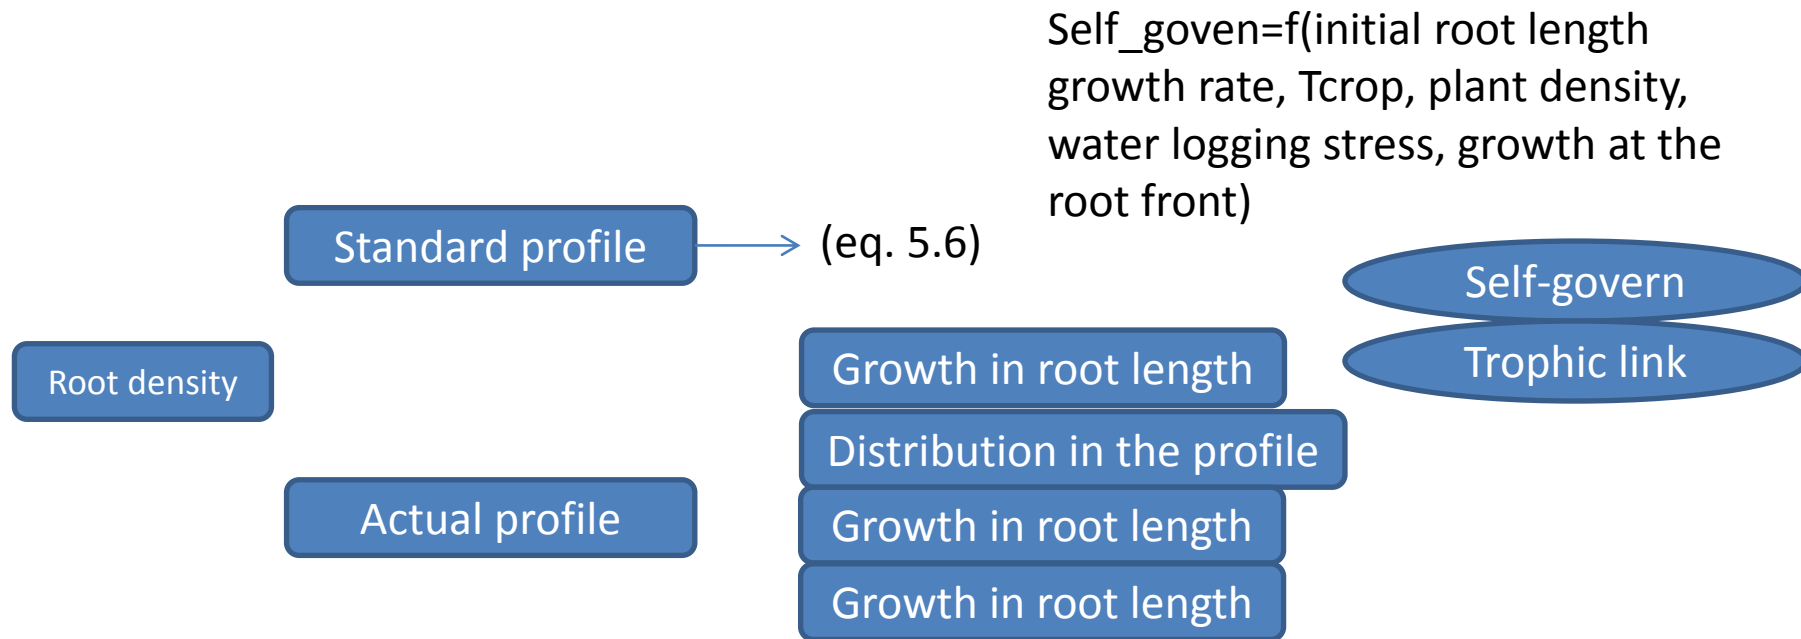 Self_goven=f(initial root length
growth rate, Tcrop, plant density,
water logging stress, growth at the
root front)
Standard profile
(eq. 5.6)
Self-govern
Trophic link
Root density
Growth in root length
Distribution in the profile
Actual profile
Growth in root length
Growth in root length